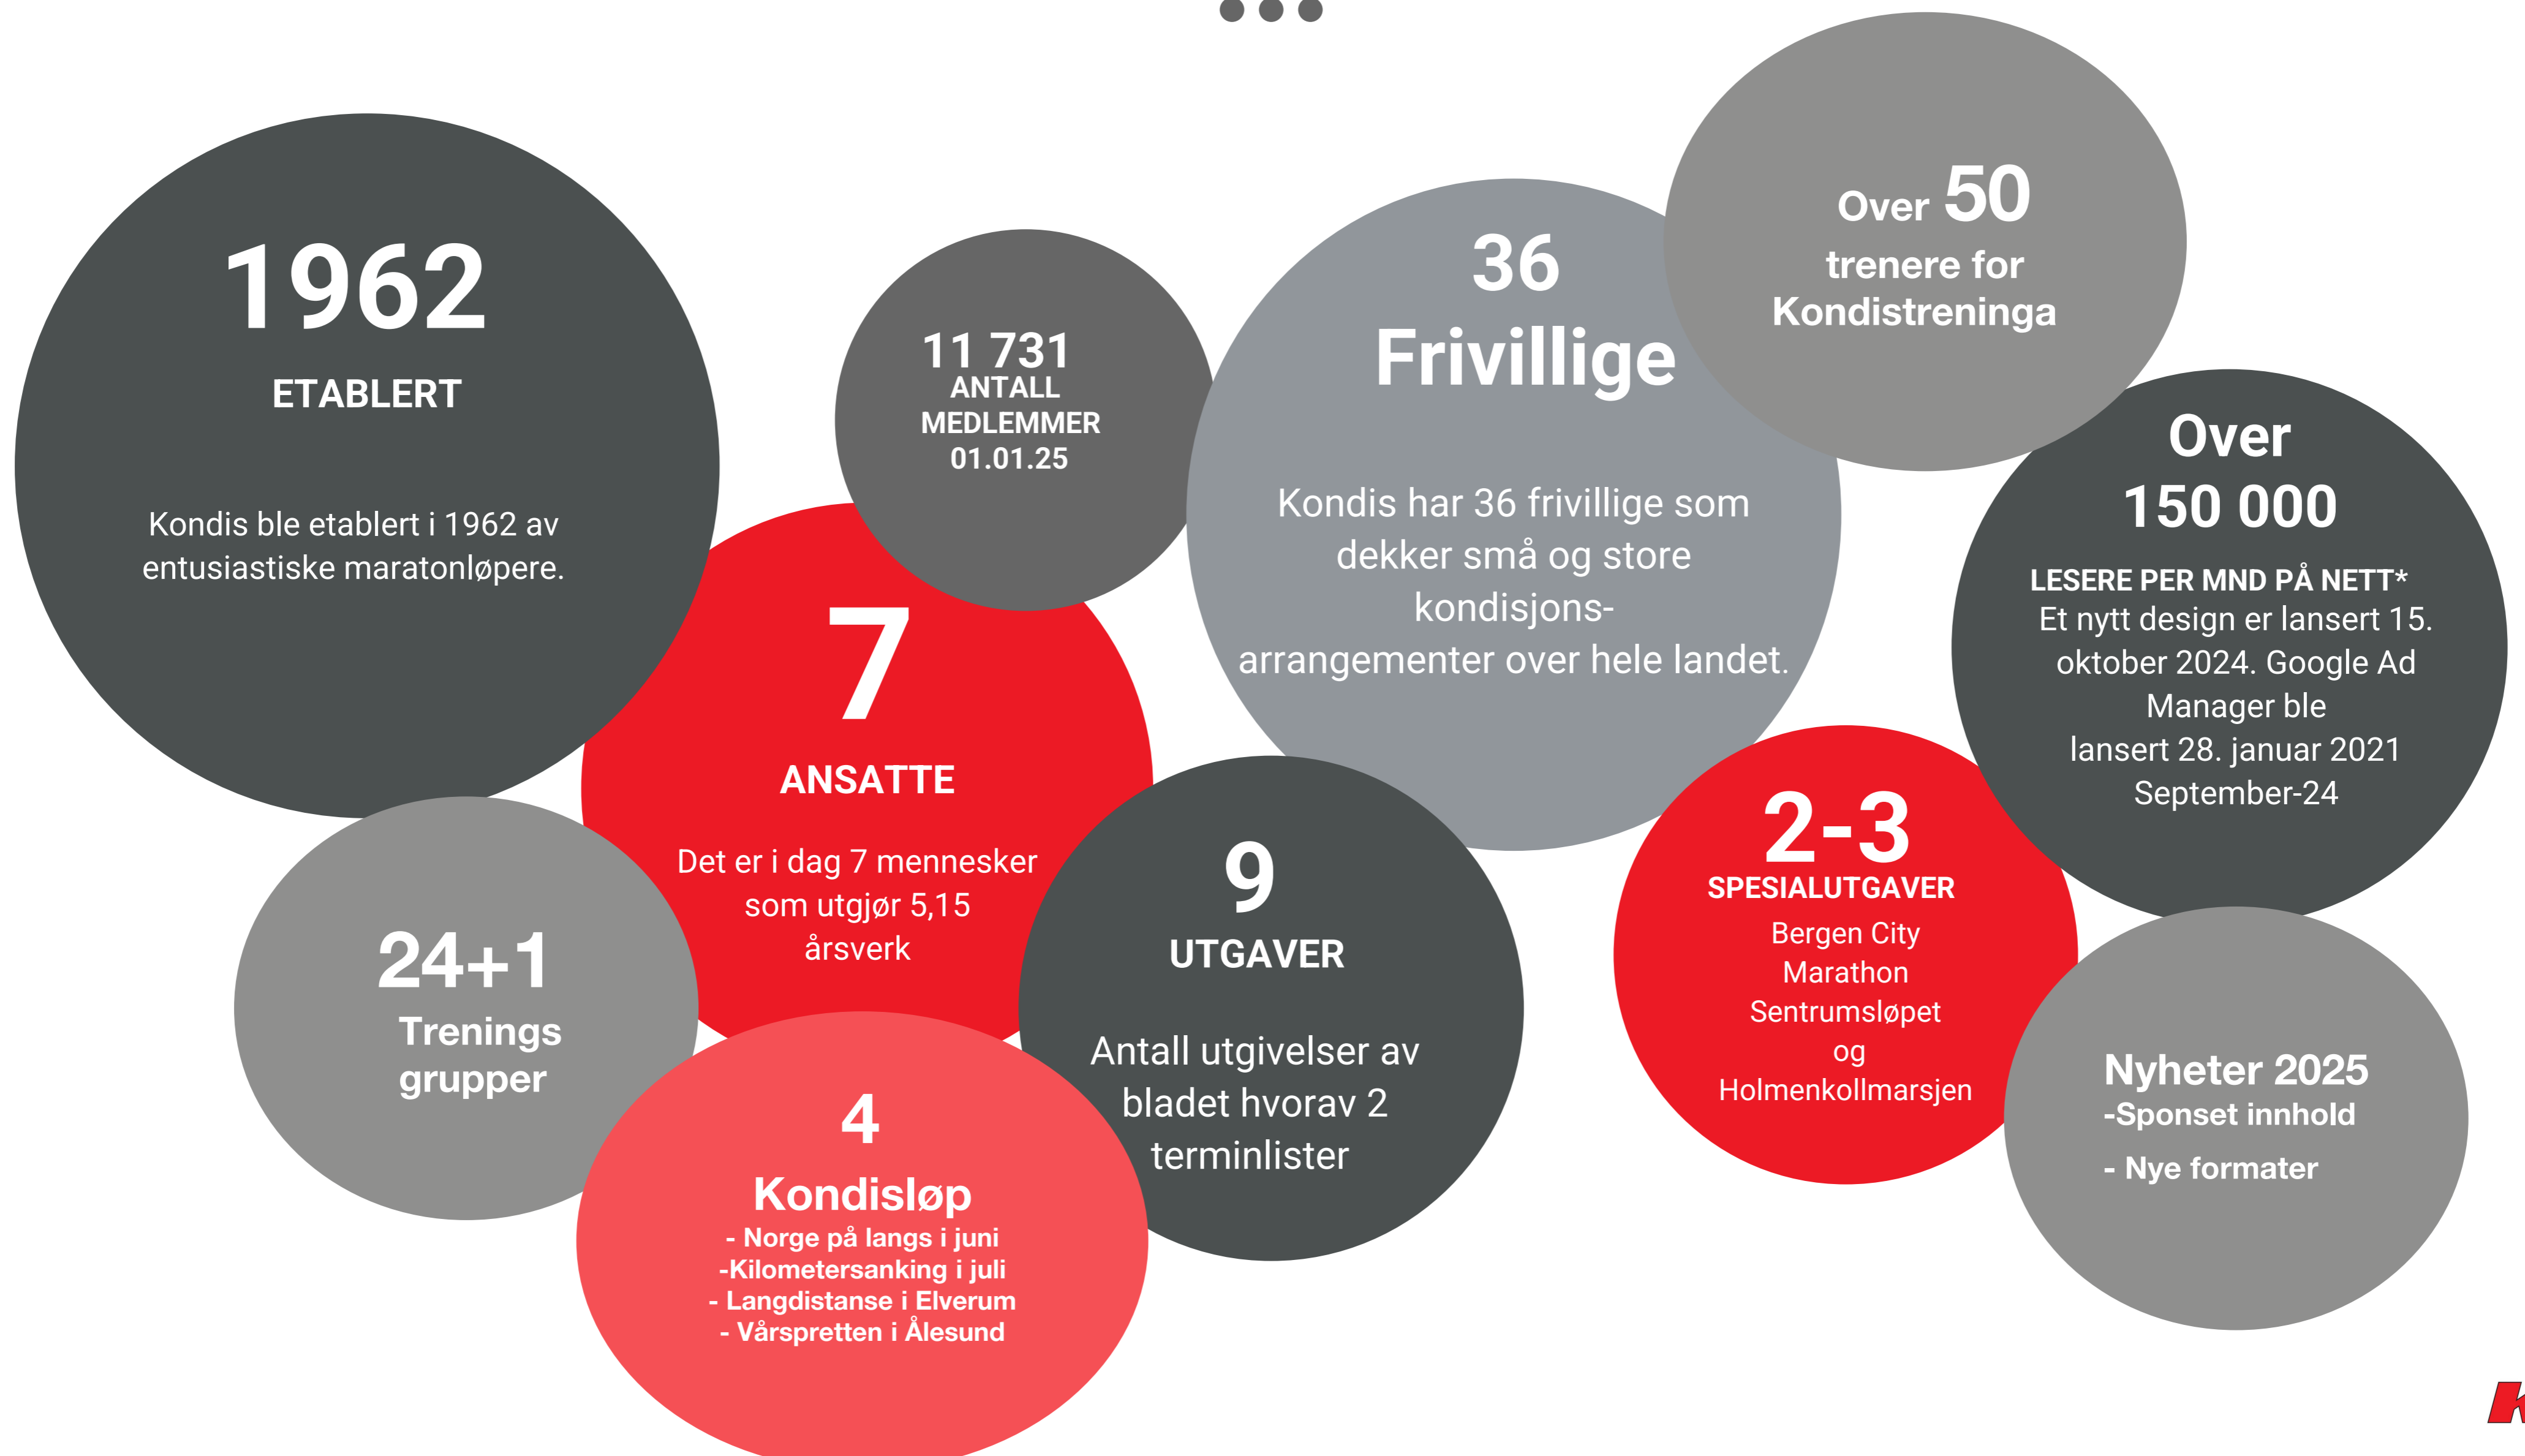 1962
ETABLERT
Kondis ble etablert i 1962 av
entusiastiske maratonløpere.
11 731
ANTALL
MEDLEMMER
01.01.25
36
Frivillige
Kondis har 36 frivillige som
dekker små og store
kondisjons-
arrangementer over hele landet.
Over 50
trenere for
Kondistreninga
Over
150 000
LESERE PER MND PÅ NETT*
Et nytt design er lansert 15.
oktober 2024. Google Ad
Manager ble
lansert 28. januar 2021
September-24
7
ANSATTE
Det er i dag 7 mennesker
som utgjør 5,15
årsverk
24+1
Trenings
grupper
9
UTGAVER
Antall utgivelser av
bladet hvorav 2
terminlister
2-3
SPESIALUTGAVER
Bergen City
Marathon
Sentrumsløpet
og
Holmenkollmarsjen
4
Kondisløp
- Norge på langs i juni
-Kilometersanking i juli
- Langdistanse i Elverum
- Vårspretten i Ålesund
Nyheter 2025
-Sponset innhold
- Nye formater